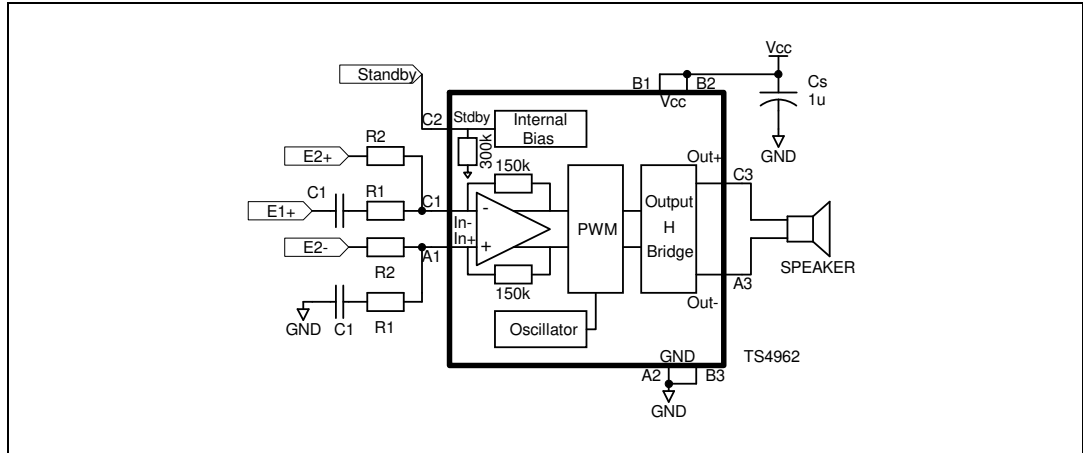 Vcc
Standby
B1
B2
Vcc
Cs
1u
GND
C2
Stdby
Internal
Bias
300k
R2
E2+
150k
Out+
C3
C1
R1
E1+
C1
In-
-
In+
+
PWM
Output
H
Bridge
E2-
R2
A1
150k
SPEAKER
A3
Out-
GND
C1
R1
Oscillator
GND
TS4962
A2
B3
GND